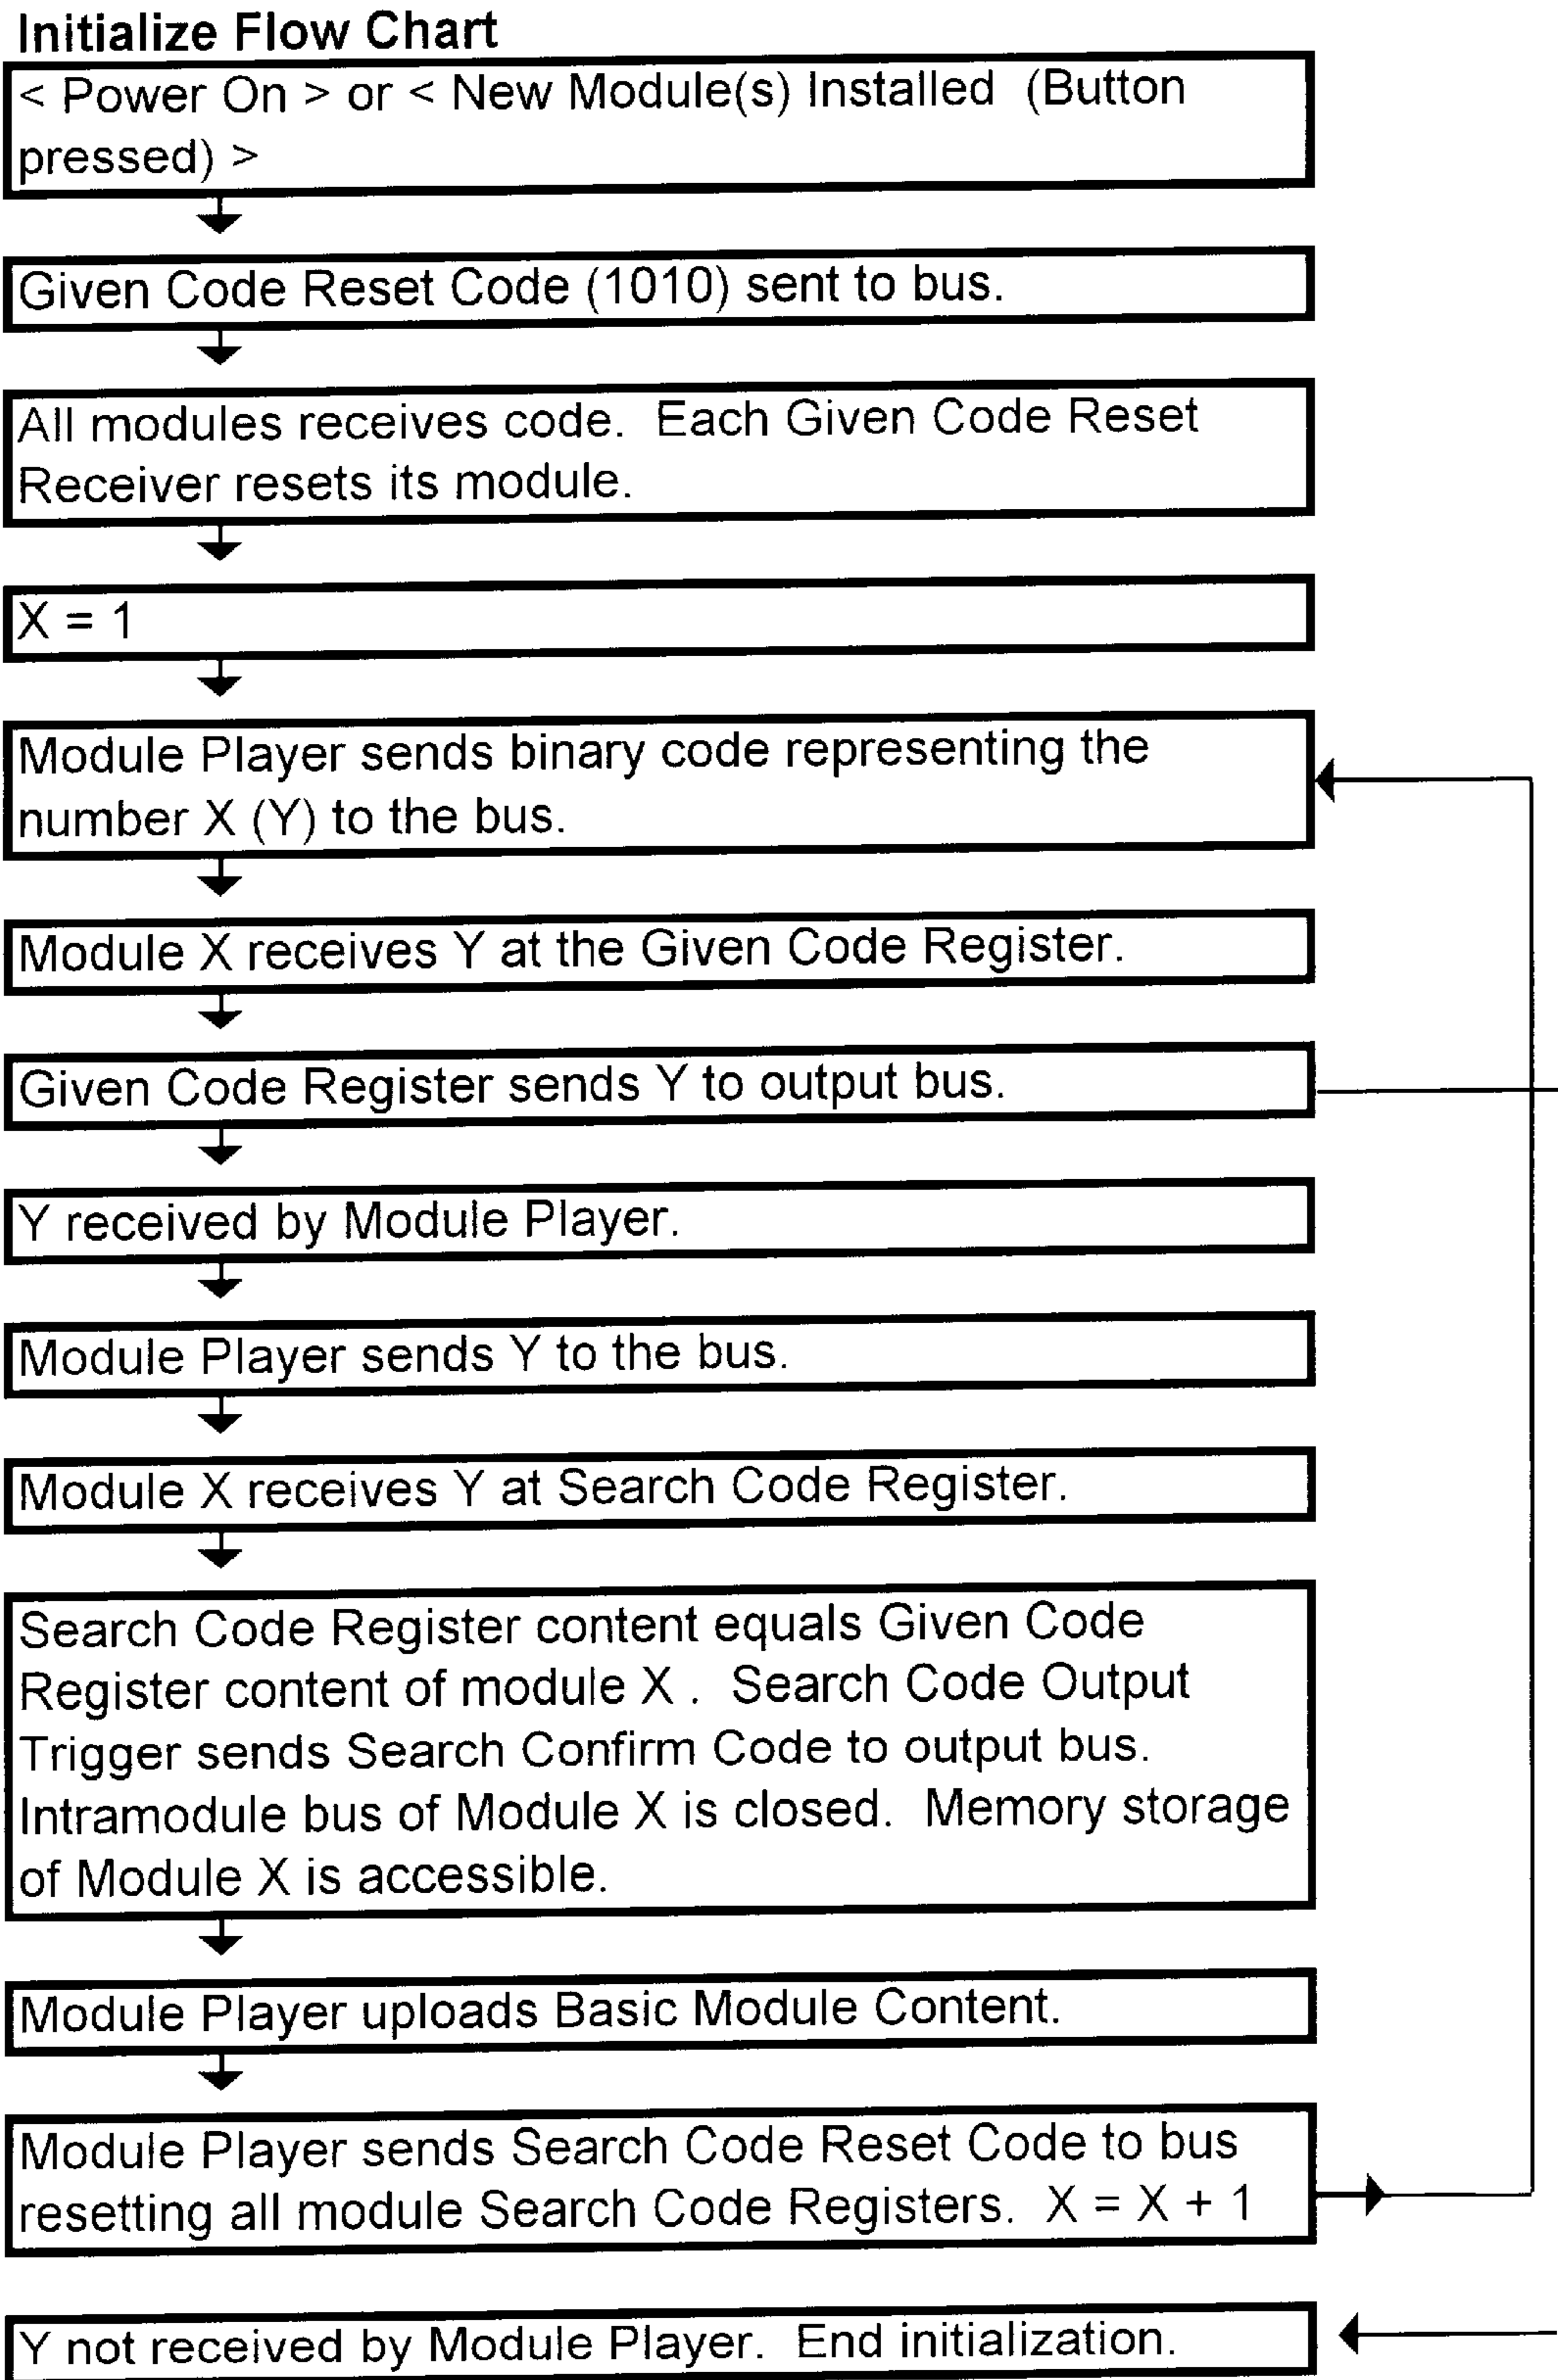 Initialize Flow Chart
< Power On > or < New Module(s) Installed (Button
pressed) >
Given Code Reset Code (1010) sent to bus.
All modules receives code. Each Given Code Reset
Receiver resets its module.
X = 1
Module Player sends binary code representing the
number X (Y) to the bus.
Module X receives Y at the Given Code Register.
Given Code Register sends Y to output bus.
Y received by Module Player.
Module Player sends Y to the bus.
Module X receives Y at Search Code Register.
Search Code Register content equals Given Code
Register content of module X . Search Code Output
Trigger sends Search Confirm Code to output bus.
Intramodule bus of Module X is closed. Memory storage
of Module X is accessible.
Module Player uploads Basic Module Content.
Module Player sends Search Code Reset Code to bus
resetting all module Search Code Registers. X = X + 1
Y not received by Module Player. End initialization.